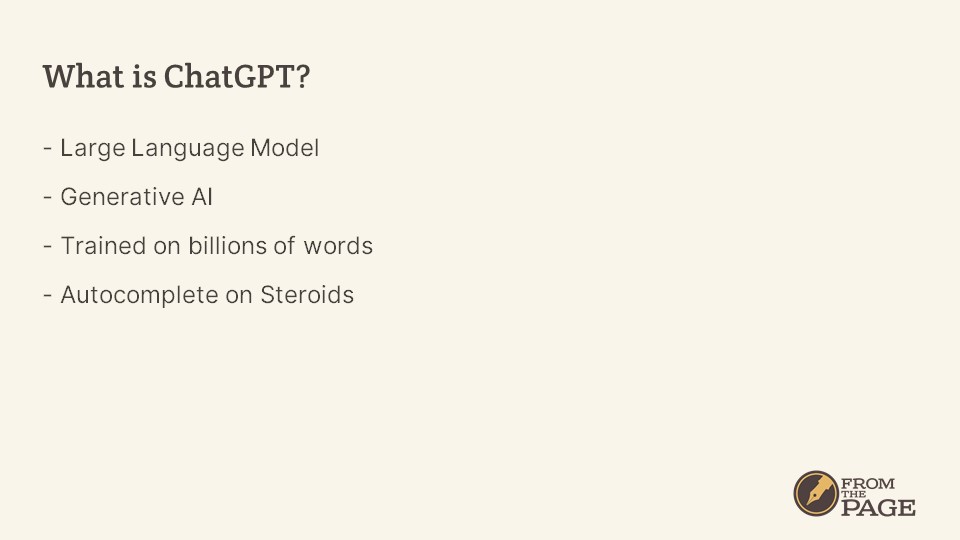 What is ChatGPT?
- Large Language Model
- Generative AI
- Trained on billions of words
- Autocomplete on Steroids
FROM
THE
PAGE